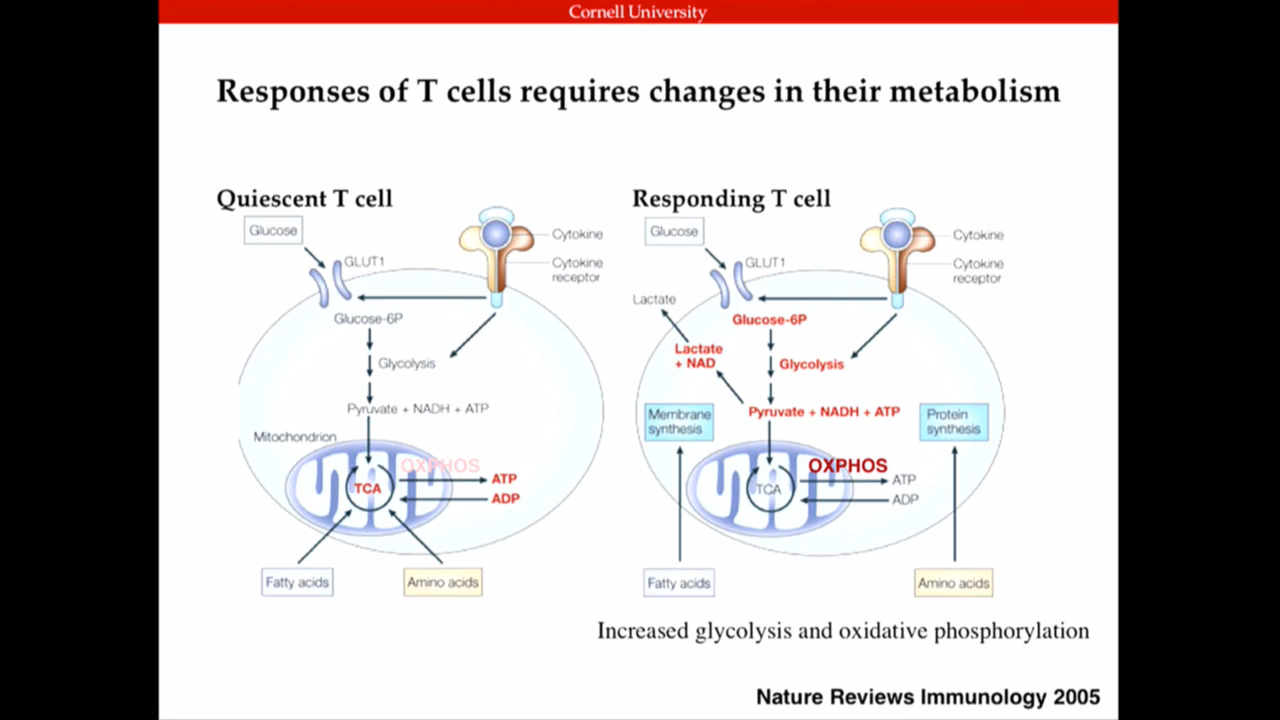 Cornell University
Responses of T cells requires changes in their metabolism
Quiescent T cell
Glucose
GLUT1
Cytokine
Cytokine
receptor
Glucose-6P
Glycolysis
Pyruvate + NADH + ATP
Mitochondrion
OXPHOS
TCA
ATP
ADP
Fatty acids
Amino acids
Responding T cell
Glucose
GLUT1
Cytokine
Cytokine
receptor
Lactate
Glucose-6P
Lactate
+ NAD
Glycolysis
Pyruvate + NADH + ATP
Membrane
synthesis
Protein
synthesis
OXPHOS
TCA
ATP
ADP
Fatty acids
Amino acids
Increased glycolysis and oxidative phosphorylation
Nature Reviews Immunology 2005